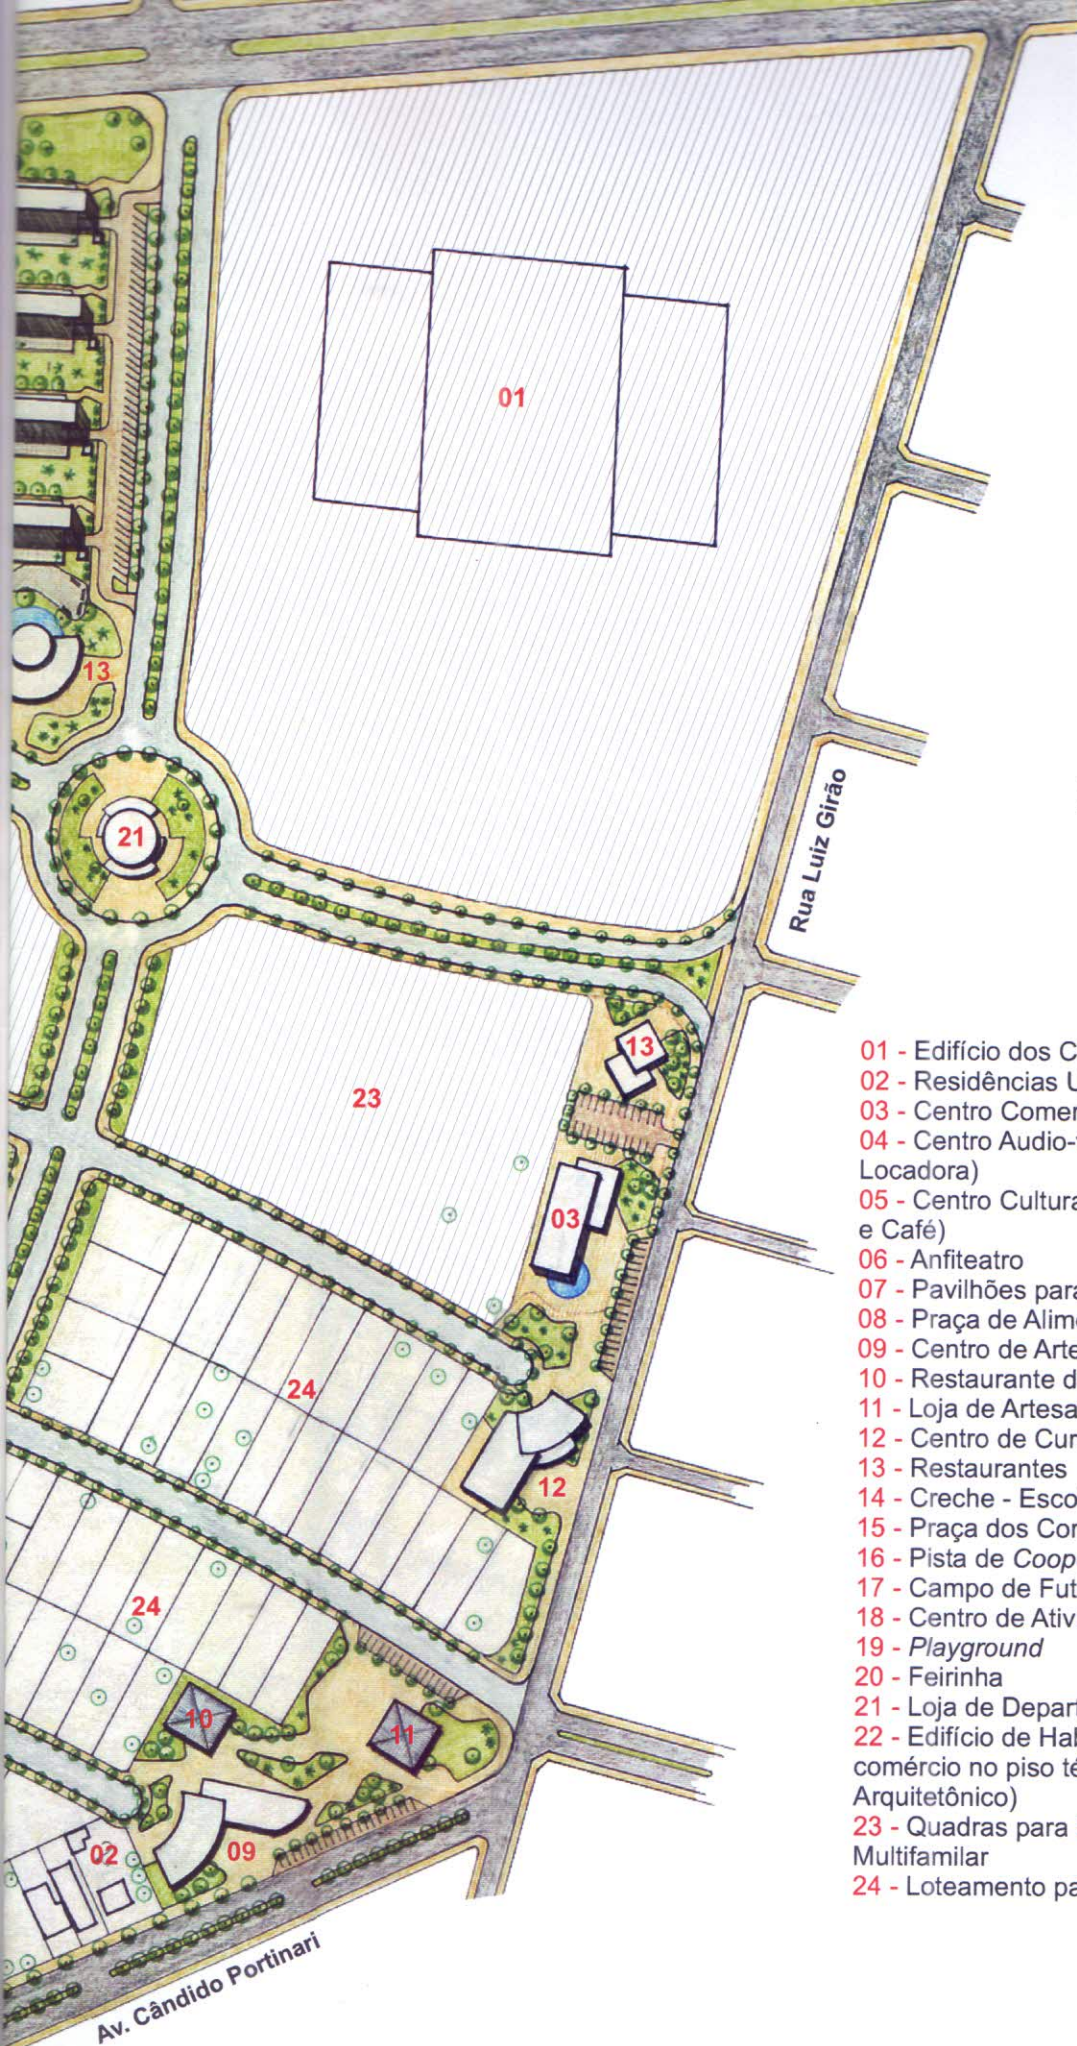 01
13
21
Rua Luiz Girão
13
23
03
24
12
24
10
11
02
09
Av. Cândido Portinari
01 - Edifício dos C
02 - Residências U
03 - Centro Comer
04 - Centro Audio-
Locadora)
05 - Centro Cultura
e Café)
06 - Anfiteatro
07 - Pavilhões para
08 - Praça de Alim
09 - Centro de Arte
10 - Restaurante d
11 - Loja de Artesa
12 - Centro de Cur
13 - Restaurantes
14 - Creche - Esco
15 - Praça dos Cor
16 - Pista de Coop
17 - Campo de Fut
18 - Centro de Ativ
19 - Playground
20 - Feirinha
21 - Loja de Depar
22 - Edifício de Hab
comércio no piso té
Arquitetônico)
23 - Quadras para
Multifamilar
24 - Loteamento pa